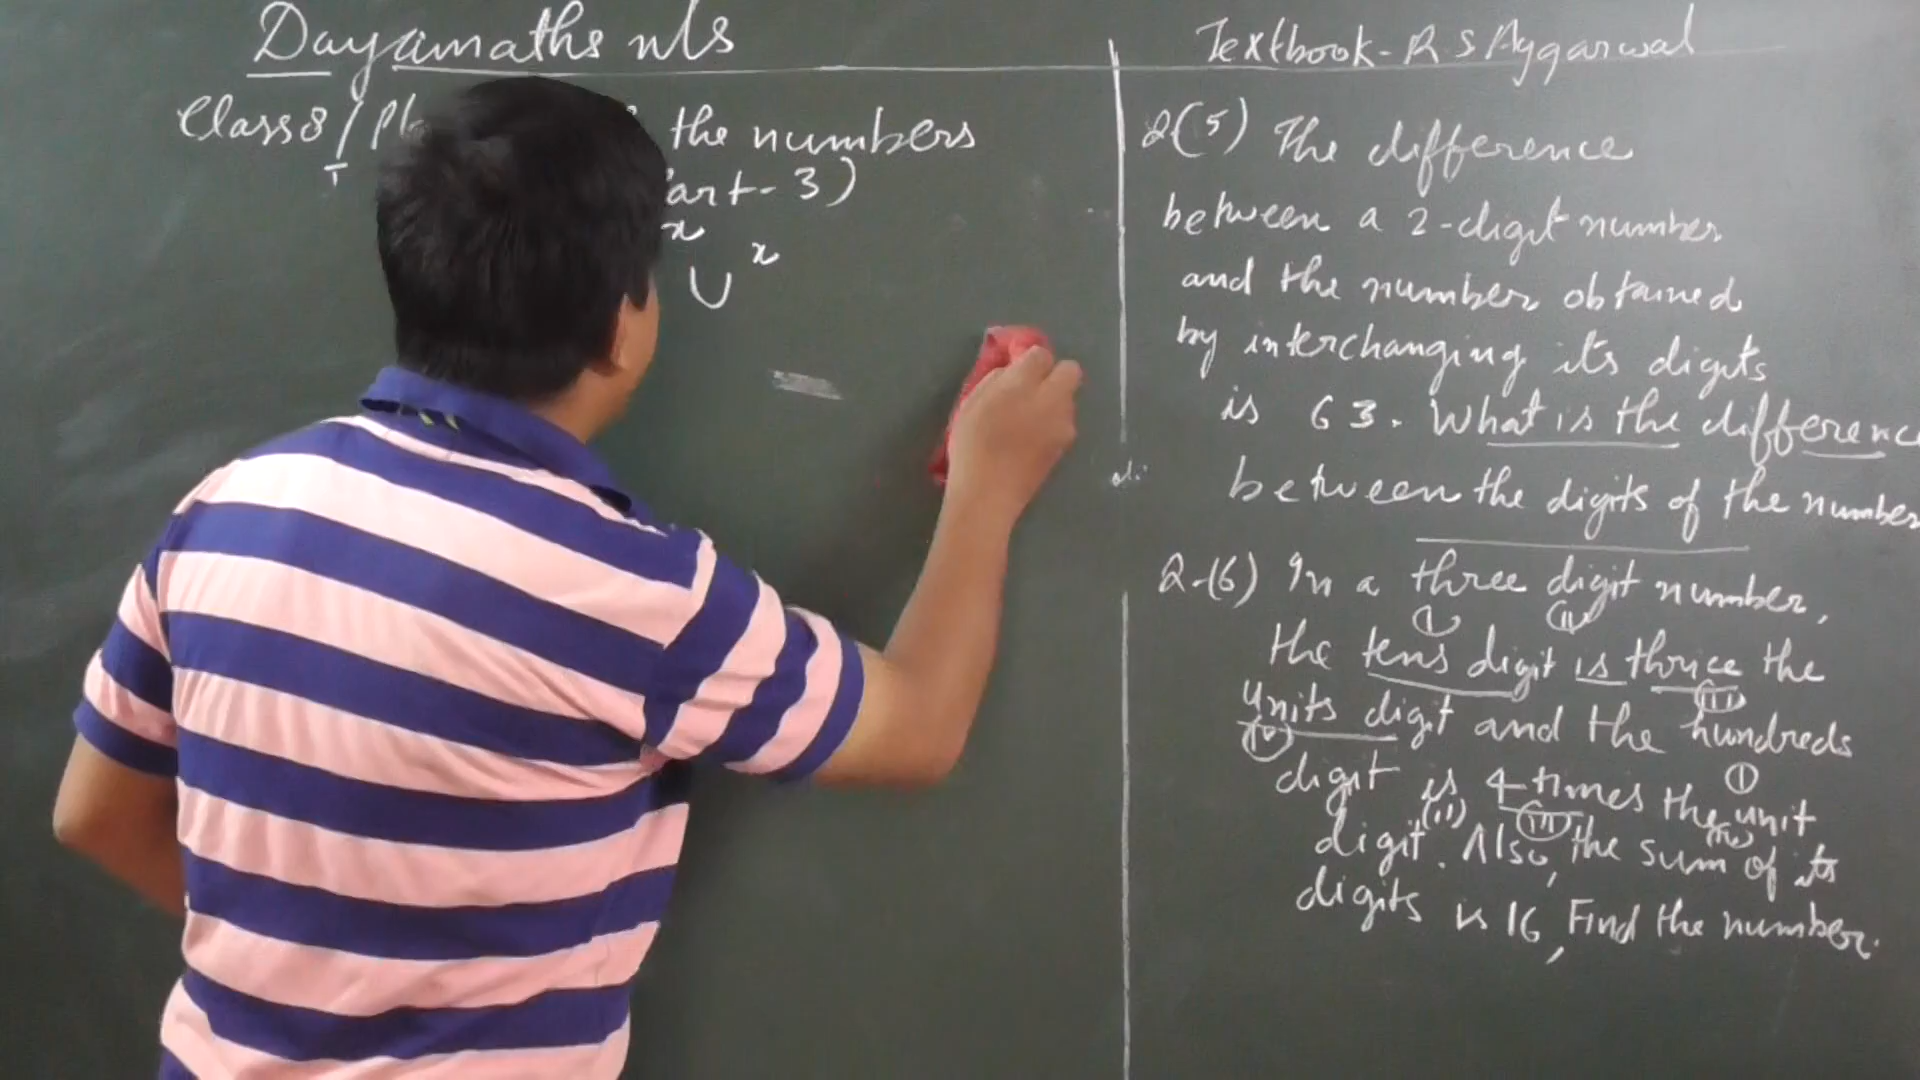 Dayamaths nls
Class 8/ the numbers
art-3)
x
U x
Textbook - R S Aggarwal
Q(5) The difference
between a 2-digit number
and the number obtained
by interchanging its digits
is 63. What is the difference
between the digits of the number
Q.(6) In a three digit number,
the tens digit is thrice the
units digit and the hundreds
digit is 4 times the unit
digit. Also, the sum of its
digits is 16, Find the number.